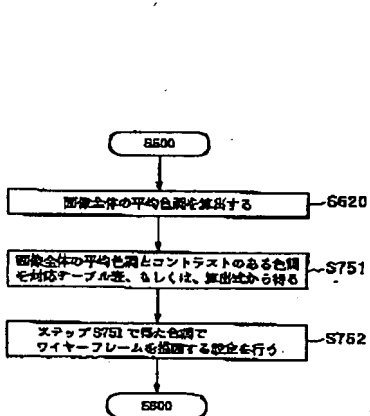 S600
画像全体の平均色調を算出する
S620
画像全体の平均色調とコントラストのある色調
を対応テーブル表、もしくは、算出式から得る
S751
ステップS751で得た色調で
ワイヤーフレームを描画する設定を行う
S752
S800